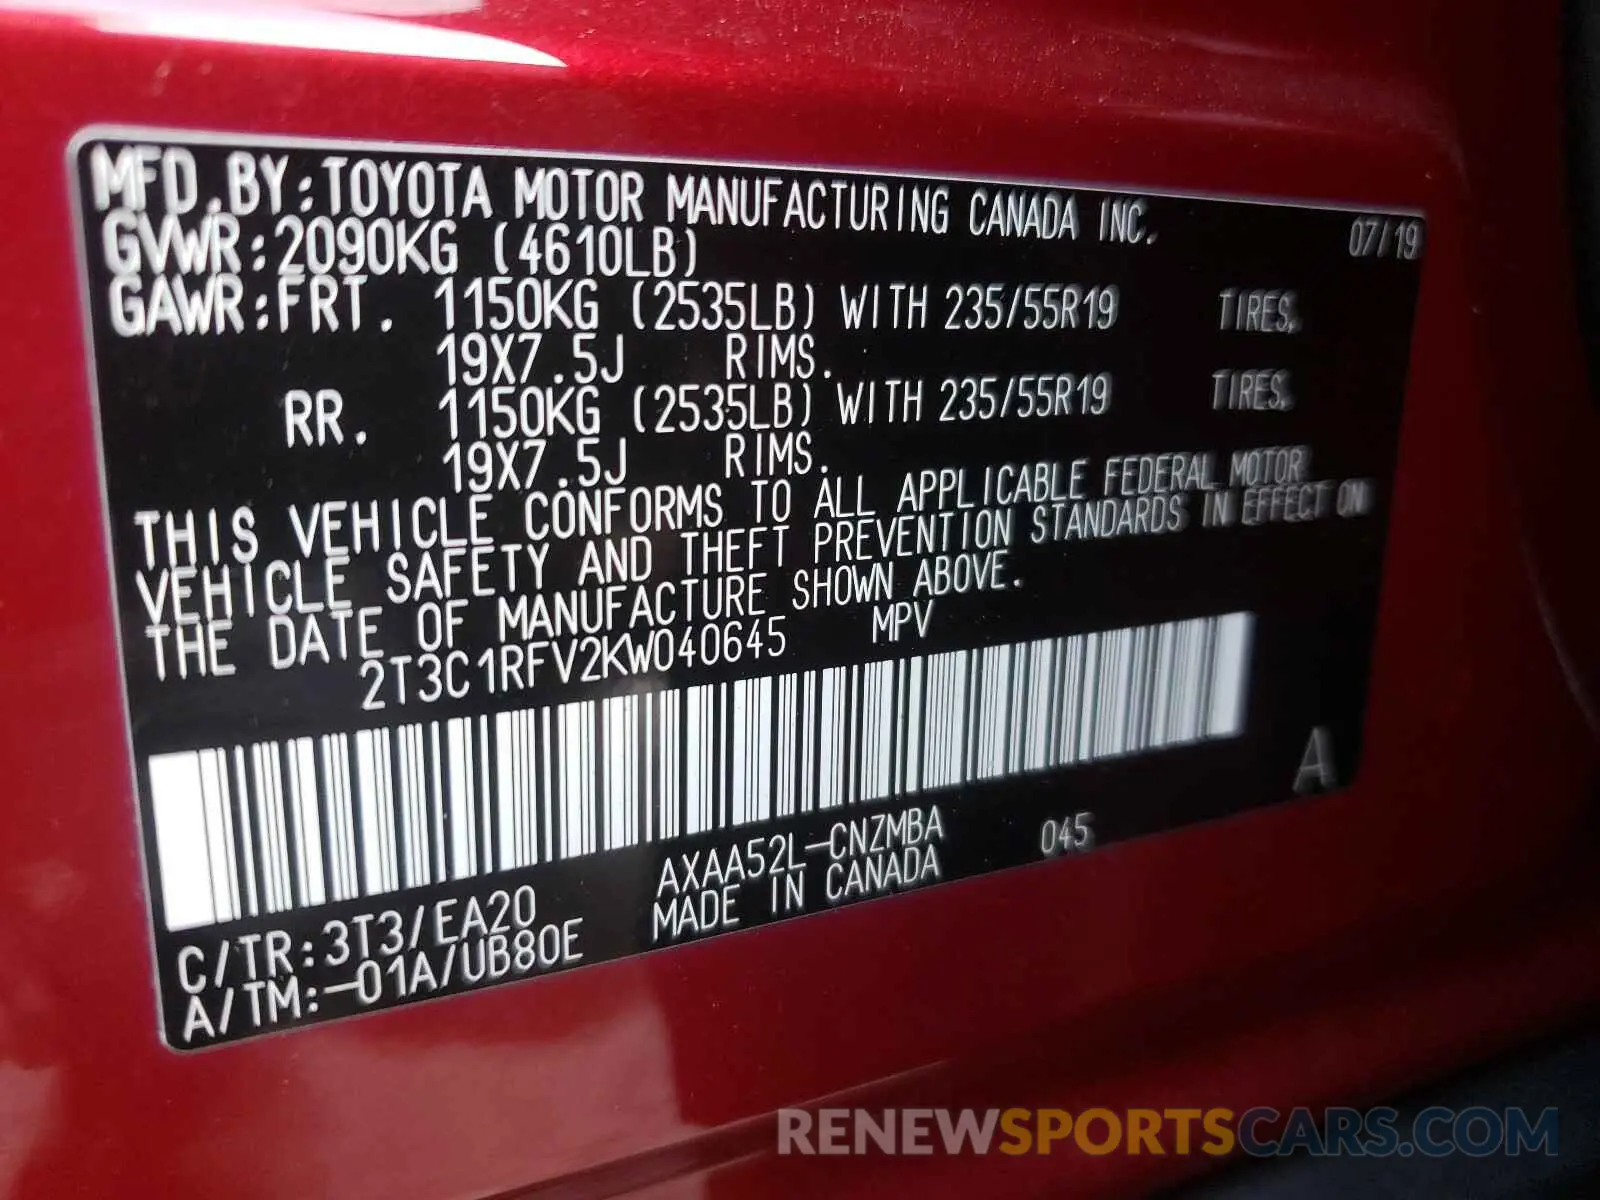 MFD.BY:TOYOTA MOTOR MANUFACTURING CANADA INC. 07/19
GVWR:2090KG (4610LB)
GAWR:FRT. 1150KG (2535LB) WITH 235/55R19 TIRES,
19X7.5J RIMS.
RR. 1150KG (2535LB) WITH 235/55R19 TIRES,
19X7.5J RIMS.
THIS VEHICLE CONFORMS TO ALL APPLICABLE FEDERAL MOTOR
VEHICLE SAFETY AND THEFT PREVENTION STANDARDS IN EFFECT ON
THE DATE OF MANUFACTURE SHOWN ABOVE.
2T3C1RFV2KW040645 MPV
A
AXAA52L-CNZMBA 045
C/TR:3T3/EA20 MADE IN CANADA
A/TM:-01A/UB80E
RENEWSPORTSCARS.COM